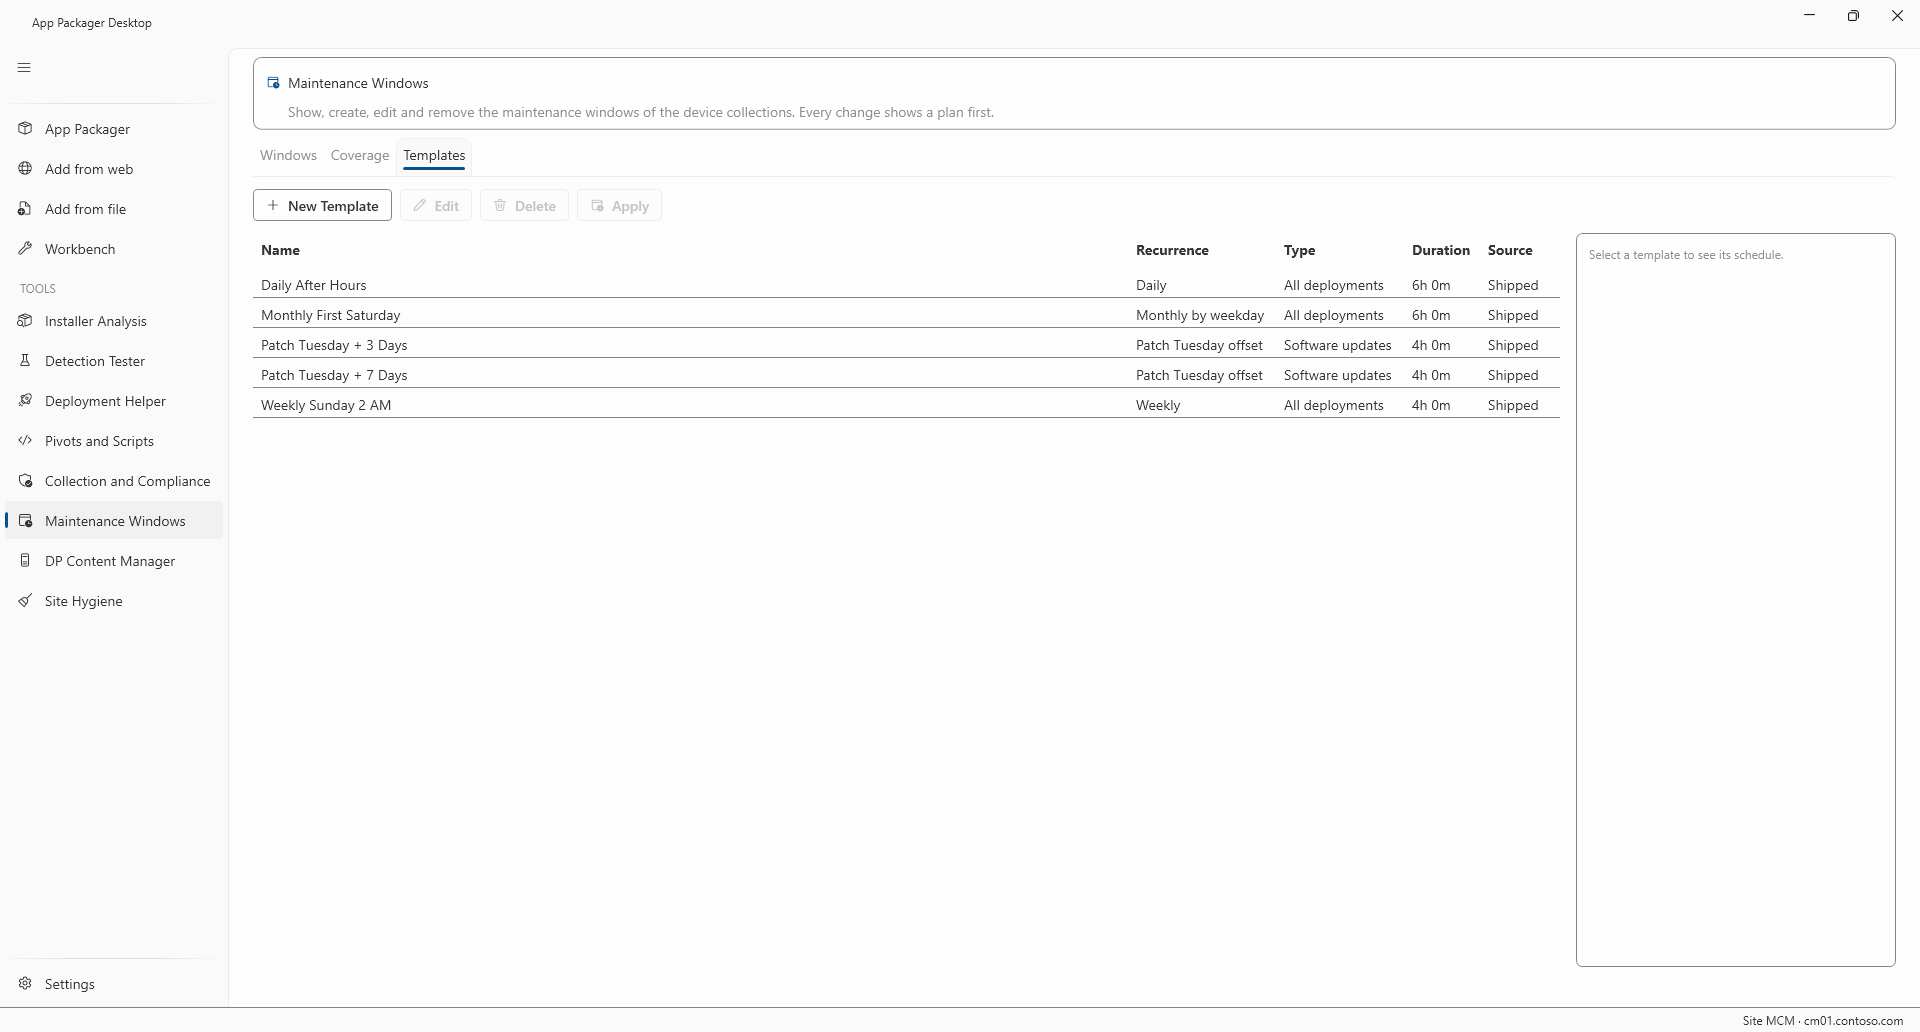 App Packager Desktop
App Packager
Add from web
Add from file
Workbench
TOOLS
Installer Analysis
Detection Tester
Deployment Helper
Pivots and Scripts
Collection and Compliance
Maintenance Windows
DP Content Manager
Site Hygiene
Settings
Maintenance Windows
Show, create, edit and remove the maintenance windows of the device collections. Every change shows a plan first.
Windows Coverage Templates
New Template Edit Delete Apply
Name Recurrence Type Duration Source
Daily After Hours Daily All deployments 6h 0m Shipped
Monthly First Saturday Monthly by weekday All deployments 6h 0m Shipped
Patch Tuesday + 3 Days Patch Tuesday offset Software updates 4h 0m Shipped
Patch Tuesday + 7 Days Patch Tuesday offset Software updates 4h 0m Shipped
Weekly Sunday 2 AM Weekly All deployments 4h 0m Shipped
Select a template to see its schedule.
Site MCM · cm01.contoso.com